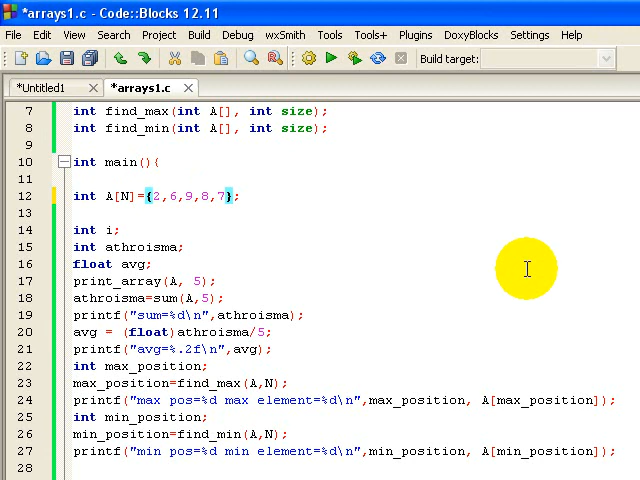 *arrays1.c - Code::Blocks 12.11
File Edit View Search Project Build Debug wxSmith Tools Tools+ Plugins DoxyBlocks Settings Help
Build target:
*Untitled1 *arrays1.c
7 int find_max(int A[], int size);
8 int find_min(int A[], int size);
9
10 int main(){
11
12 int A[N]={2,6,9,8,7};
13
14 int i;
15 int athroisma;
16 float avg;
17 print_array(A, 5);
18 athroisma=sum(A,5);
19 printf("sum=%d\n",athroisma);
20 avg = (float)athroisma/5;
21 printf("avg=%.2f\n",avg);
22 int max_position;
23 max_position=find_max(A,N);
24 printf("max pos=%d max element=%d\n",max_position, A[max_position]);
25 int min_position;
26 min_position=find_min(A,N);
27 printf("min pos=%d min element=%d\n",min_position, A[min_position]);
28